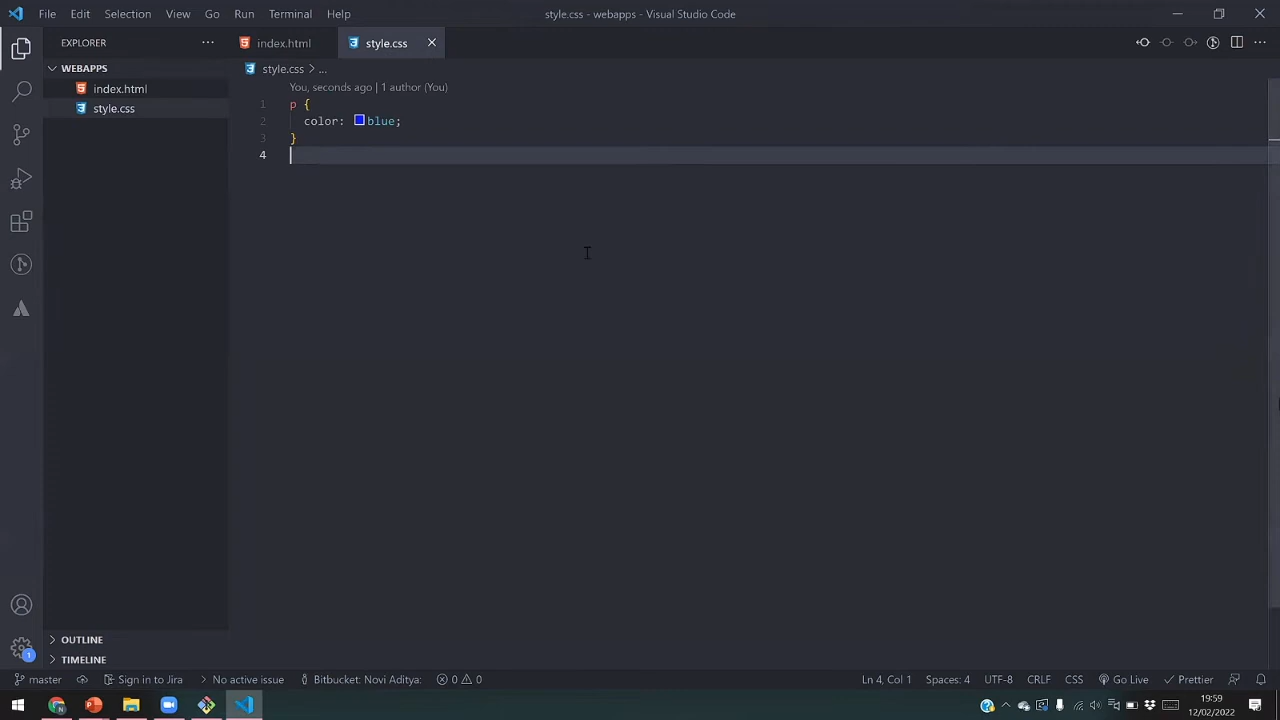 File Edit Selection View Go Run Terminal Help
style.css - webapps - Visual Studio Code
EXPLORER
index.html
style.css
WEBAPPS
index.html
style.css
style.css > ...
You, seconds ago | 1 author (You)
1 p {
2 color: blue;
3 }
4
OUTLINE
TIMELINE
1
master
Sign in to Jira
No active issue
Bitbucket: Novi Aditya:
0 0
Ln 4, Col 1
Spaces: 4
UTF-8
CRLF
CSS
Go Live
Prettier
19:59
12/02/2022